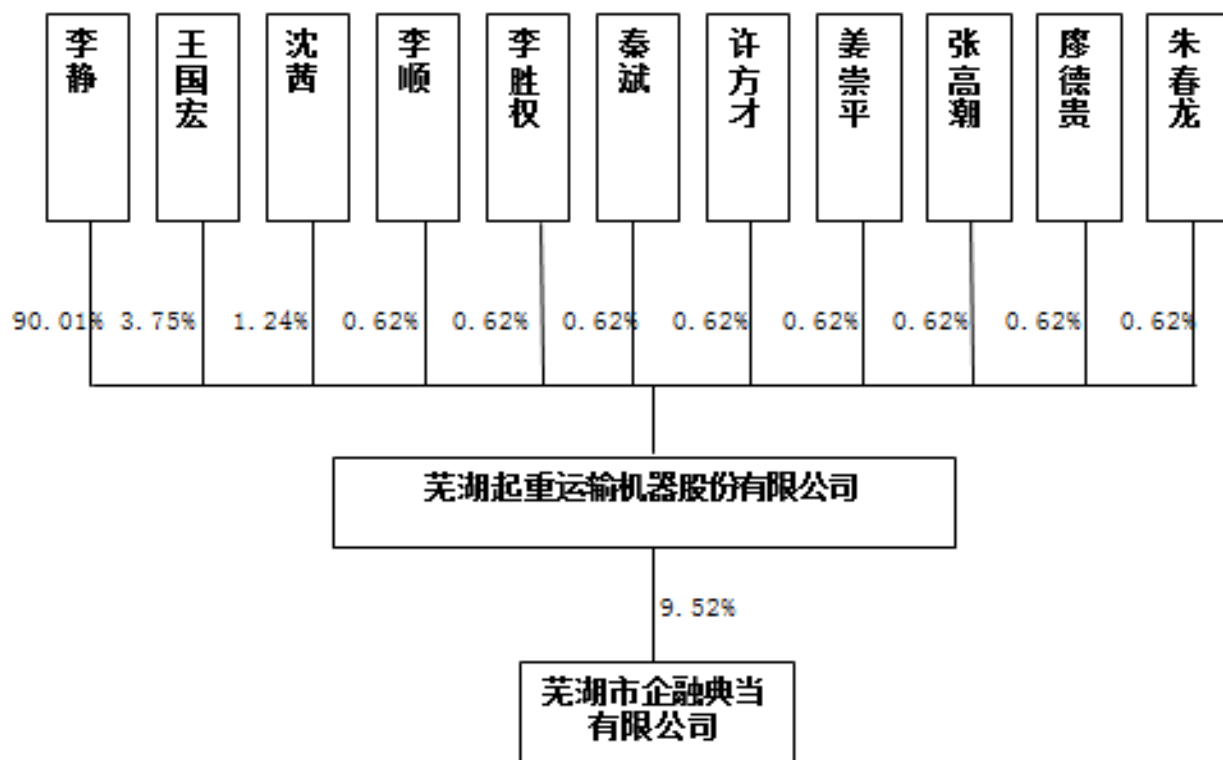 李静
王国宏
沈茜
李顺
李胜权
秦斌
许方才
姜崇平
张高潮
廖德贵
朱春龙
90.01% 3.75% 1.24% 0.62% 0.62% 0.62% 0.62% 0.62% 0.62% 0.62% 0.62%
芜湖起重运输机器股份有限公司
9.52%
芜湖市企融典当
有限公司